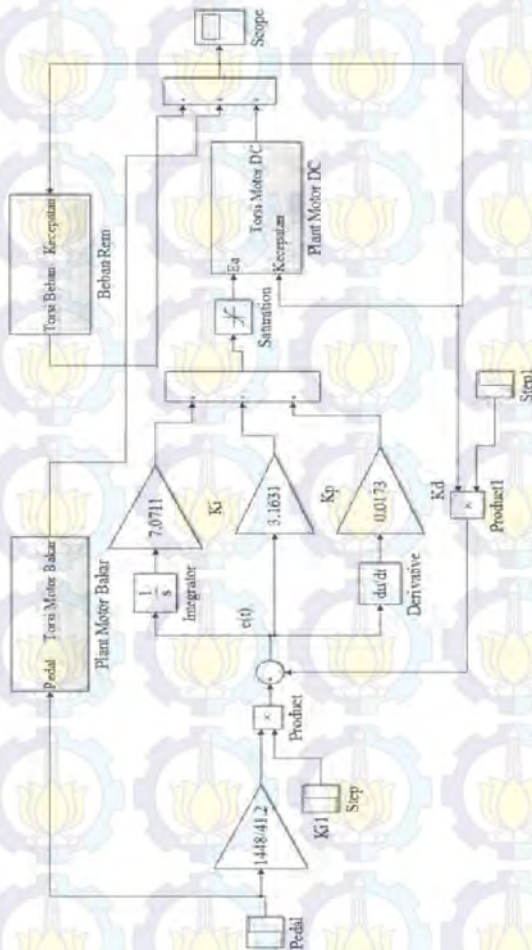 Pedal
1448/41.2
Ki1
Step
Product
Pedal
Torsi Motor Bakar
Plant Motor Bakar
e(t)
1
s
Integrator
7.0711
Ki
3.1631
Kp
du/dt
Derivative
0.0173
Kd
Product1
Step1
Saturation
Ea
Torsi Motor DC
Kecepatan
Plant Motor DC
Torsi Beban
Kecepatan
Beban Rem
Scope